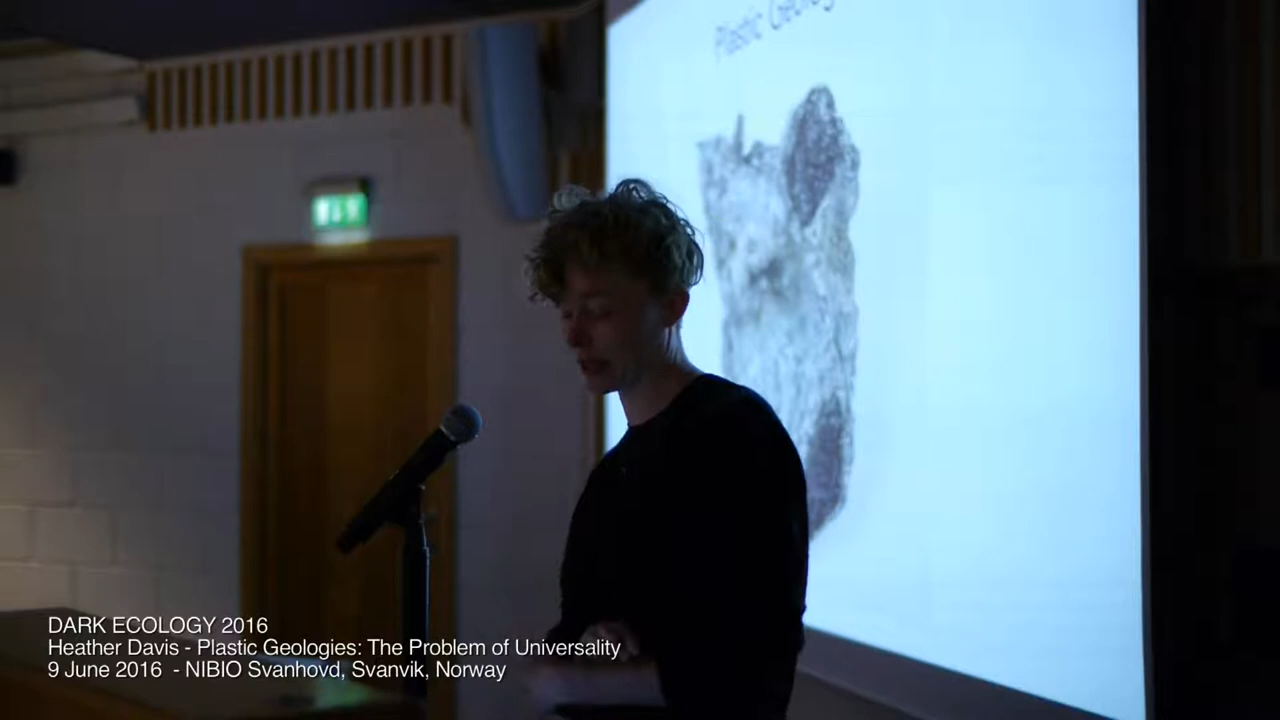 Plastic Geolog
DARK ECOLOGY 2016
Heather Davis - Plastic Geologies: The Problem of Universality
9 June 2016 - NIBIO Svanhovd, Svanvik, Norway